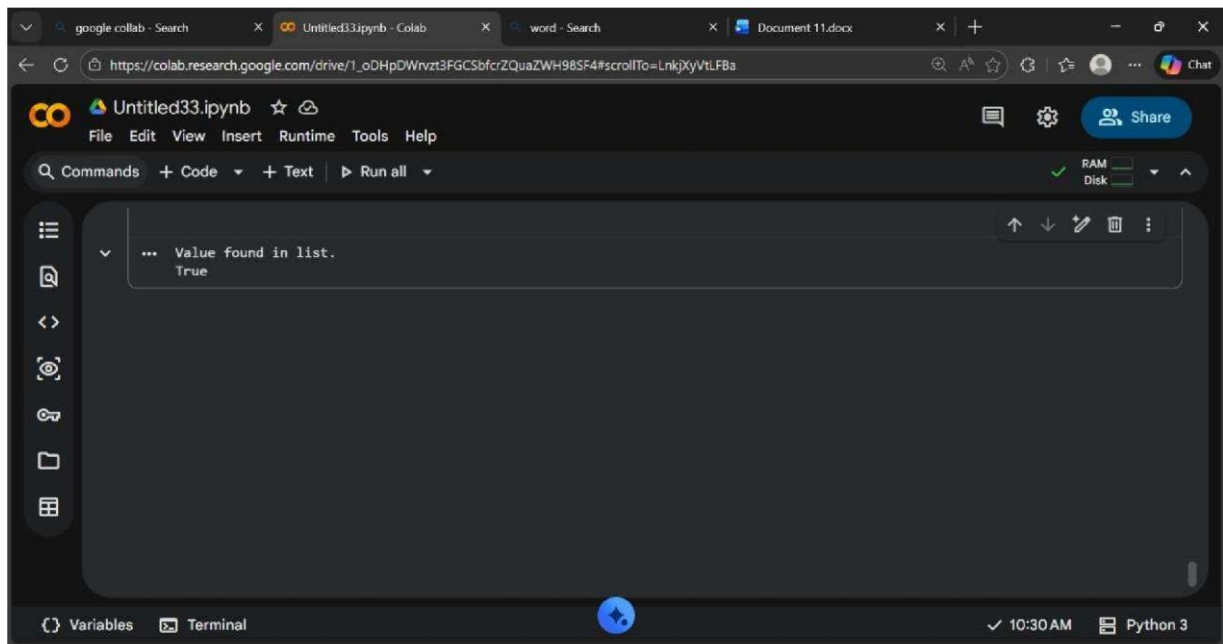 google collab - Search
Untitled33.ipynb - Colab
word - Search
Document 11.docx
https://colab.research.google.com/drive/1_oDHpDWrvzt3FGCSbfcrZQuaZWH98SF4#scrollTo=LnkjXyVtLFBa
Chat
CO
Untitled33.ipynb
File Edit View Insert Runtime Tools Help
Share
Commands + Code + Text Run all
RAM
Disk
Value found in list.
True
Variables Terminal
10:30 AM Python 3